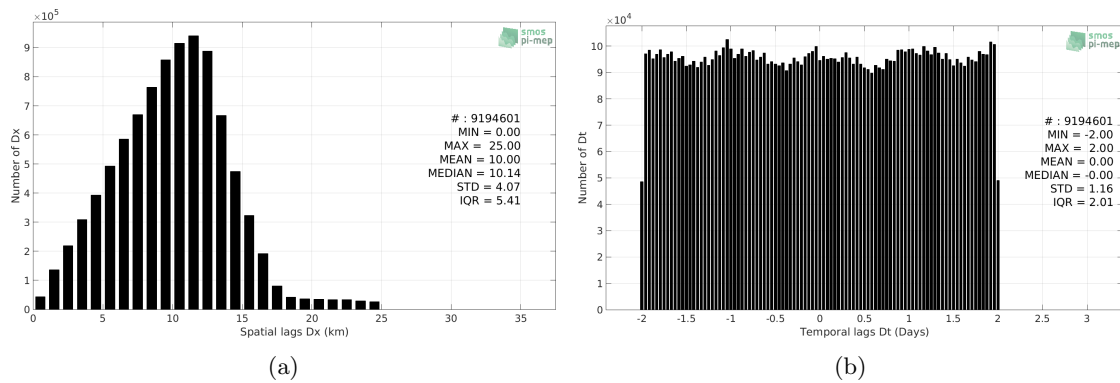 ×10⁵
smos
pi-mep
9
8
7
6
5
4
3
2
1
0
Number of Dx
# : 9194601
MIN = 0.00
MAX = 25.00
MEAN = 10.00
MEDIAN = 10.14
STD = 4.07
IQR = 5.41
0 5 10 15 20 25 30 35
Spatial lags Dx (km)
(a)
×10⁴
smos
pi-mep
10
9
8
7
6
5
4
3
2
1
0
Number of Dt
# : 9194601
MIN = -2.00
MAX = 2.00
MEAN = 0.00
MEDIAN = -0.00
STD = 1.16
IQR = 2.01
-2 -1.5 -1 -0.5 0 0.5 1 1.5 2 2.5 3
Temporal lags Dt (Days)
(b)